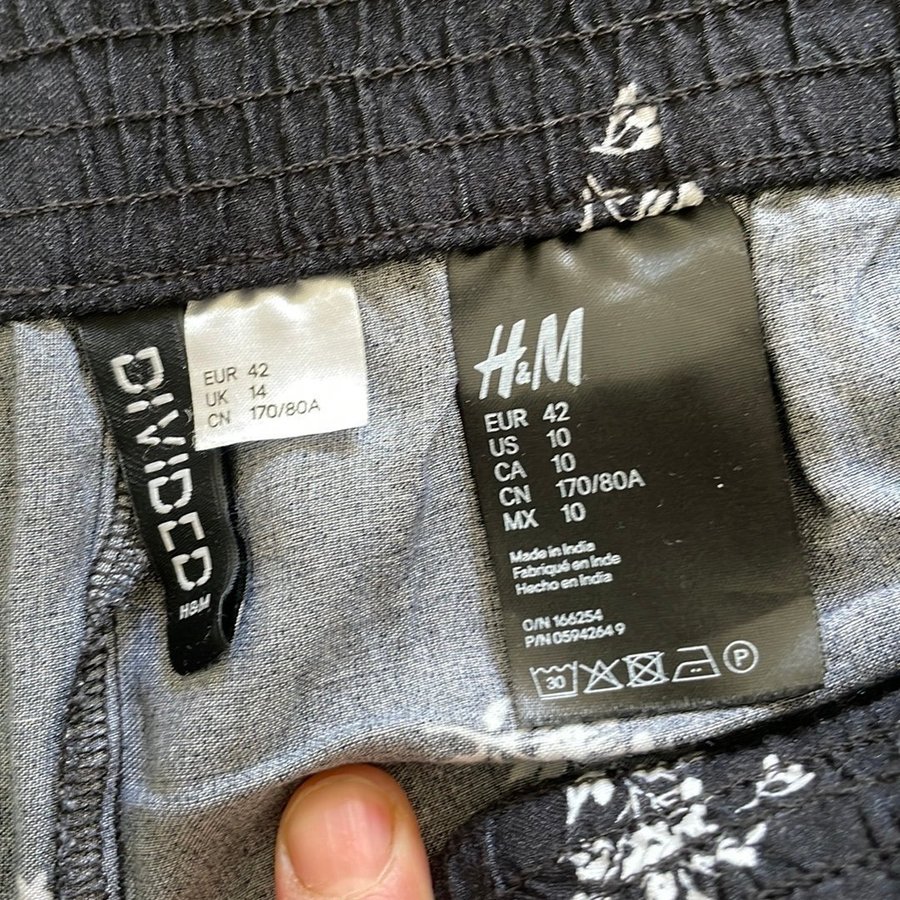 DIVIDED
H&M
EUR 42
UK 14
CN 170/80A
H&M
EUR 42
US 10
CA 10
CN 170/80A
MX 10
Made in India
Fabriqué en Inde
Hecho en India
O/N 166254
P/N 0594264 9
30
P